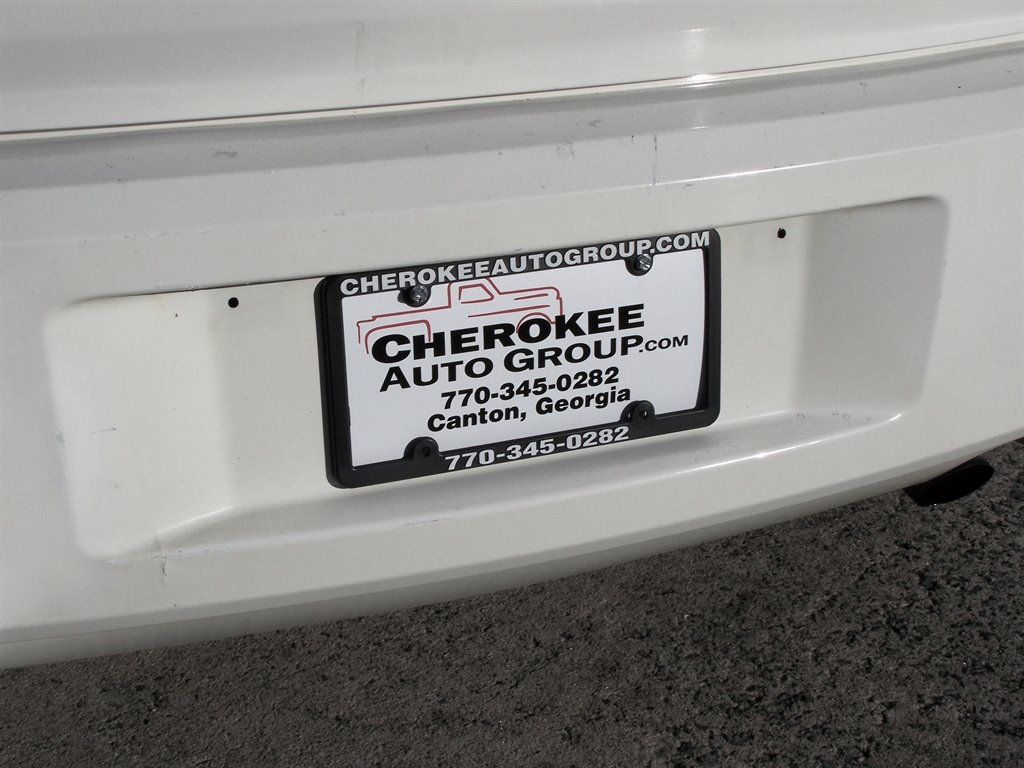 CHEROKEEAUTOGROUP.COM
CHEROKEE
AUTO GROUP.COM
770-345-0282
Canton, Georgia
770-345-0282